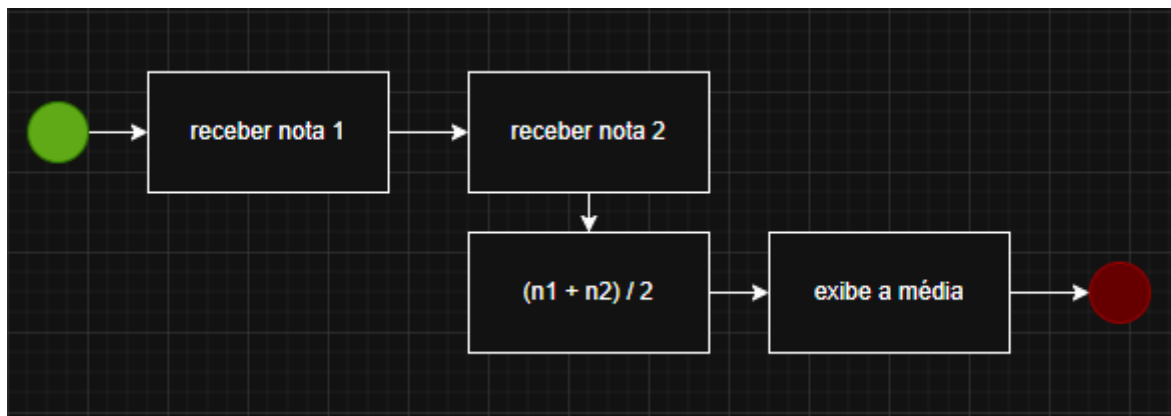 receber nota 1
receber nota 2
(n1 + n2) / 2
exibe a média